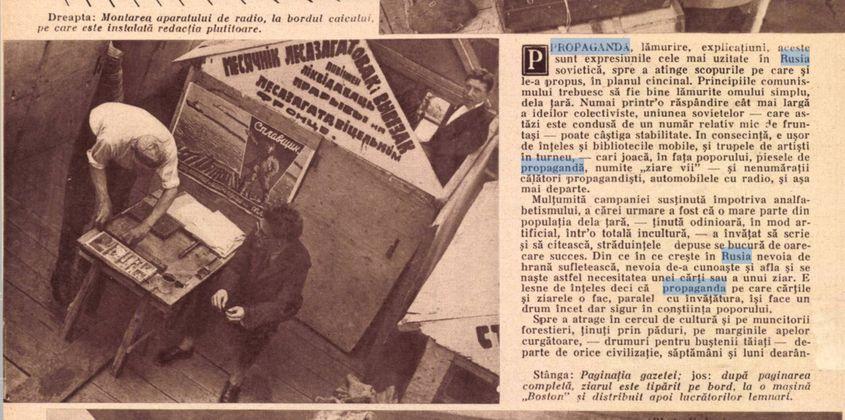 Dreapta: Montarea aparatului de radio, la bordul caicului,
pe care este instalată redacția plutitoare.
МЕСЯЧНІК ЛЕСАЗАГАТОВАК І ВЫВАЗАК
ПАВІНЕН
ЛІКВІДАВАЦЬ
ПРАРЫВЫ НА
ЛЕСАЗАГАТАВІЦЕЛЬНЫМ
ФРОНЦЕ.
Сплавщик
СТ
PROPAGANDA, lămurire, explicațiuni, aceste
sunt expresiunile cele mai uzitate în Rusia
sovietică, spre a atinge scopurile pe care și
le-a propus, în planul cincinal. Principiile comunis-
mului trebuesc să fie bine lămurite omului simplu,
dela țară. Numai printr'o răspândire cât mai largă
a ideilor colectiviste, uniunea sovietelor — care as-
tăzi este condusă de un număr relativ mic de frun-
tași — poate câștiga stabilitate. În consecință, e ușor
de înțeles și bibliotecile mobile, și trupele de artiști
în turneu, — cari joacă, în fața poporului, piesele de
propagandă, numite „ziare vii" — și nenumărații
călători propagandiști, automobilele cu radio, și așa
mai departe.
Mulțumită campaniei susținută împotriva analfa-
betismului, a cărei urmare a fost că o mare parte din
populația dela țară, — ținută odinioară, în mod ar-
tificial, într'o totală incultură, — a învățat să scrie
și să citească, străduințele depuse se bucură de oare-
care succes. Din ce în ce crește în Rusia nevoia de
hrană sufletească, nevoia de-a cunoaște și afla și se
naște astfel necesitatea unei cărți sau a unui ziar. E
lesne de înțeles deci că propaganda pe care cărțile
și ziarele o fac, paralel cu învățătura, își face un
drum încet dar sigur în conștiința poporului.
Spre a atrage în cercul de cultură și pe muncitorii
forestieri, ținuți prin păduri, pe marginile apelor
curgătoare, — drumuri pentru buștenii tăiați — de-
parte de orice civilizație, săptămâni și luni dearân-
Stânga: Paginația gazetei; jos: după paginarea
completă, ziarul este tipărit pe bord, la o mașină
„Boston" și distribuit apoi lucrătorilor lemnari.